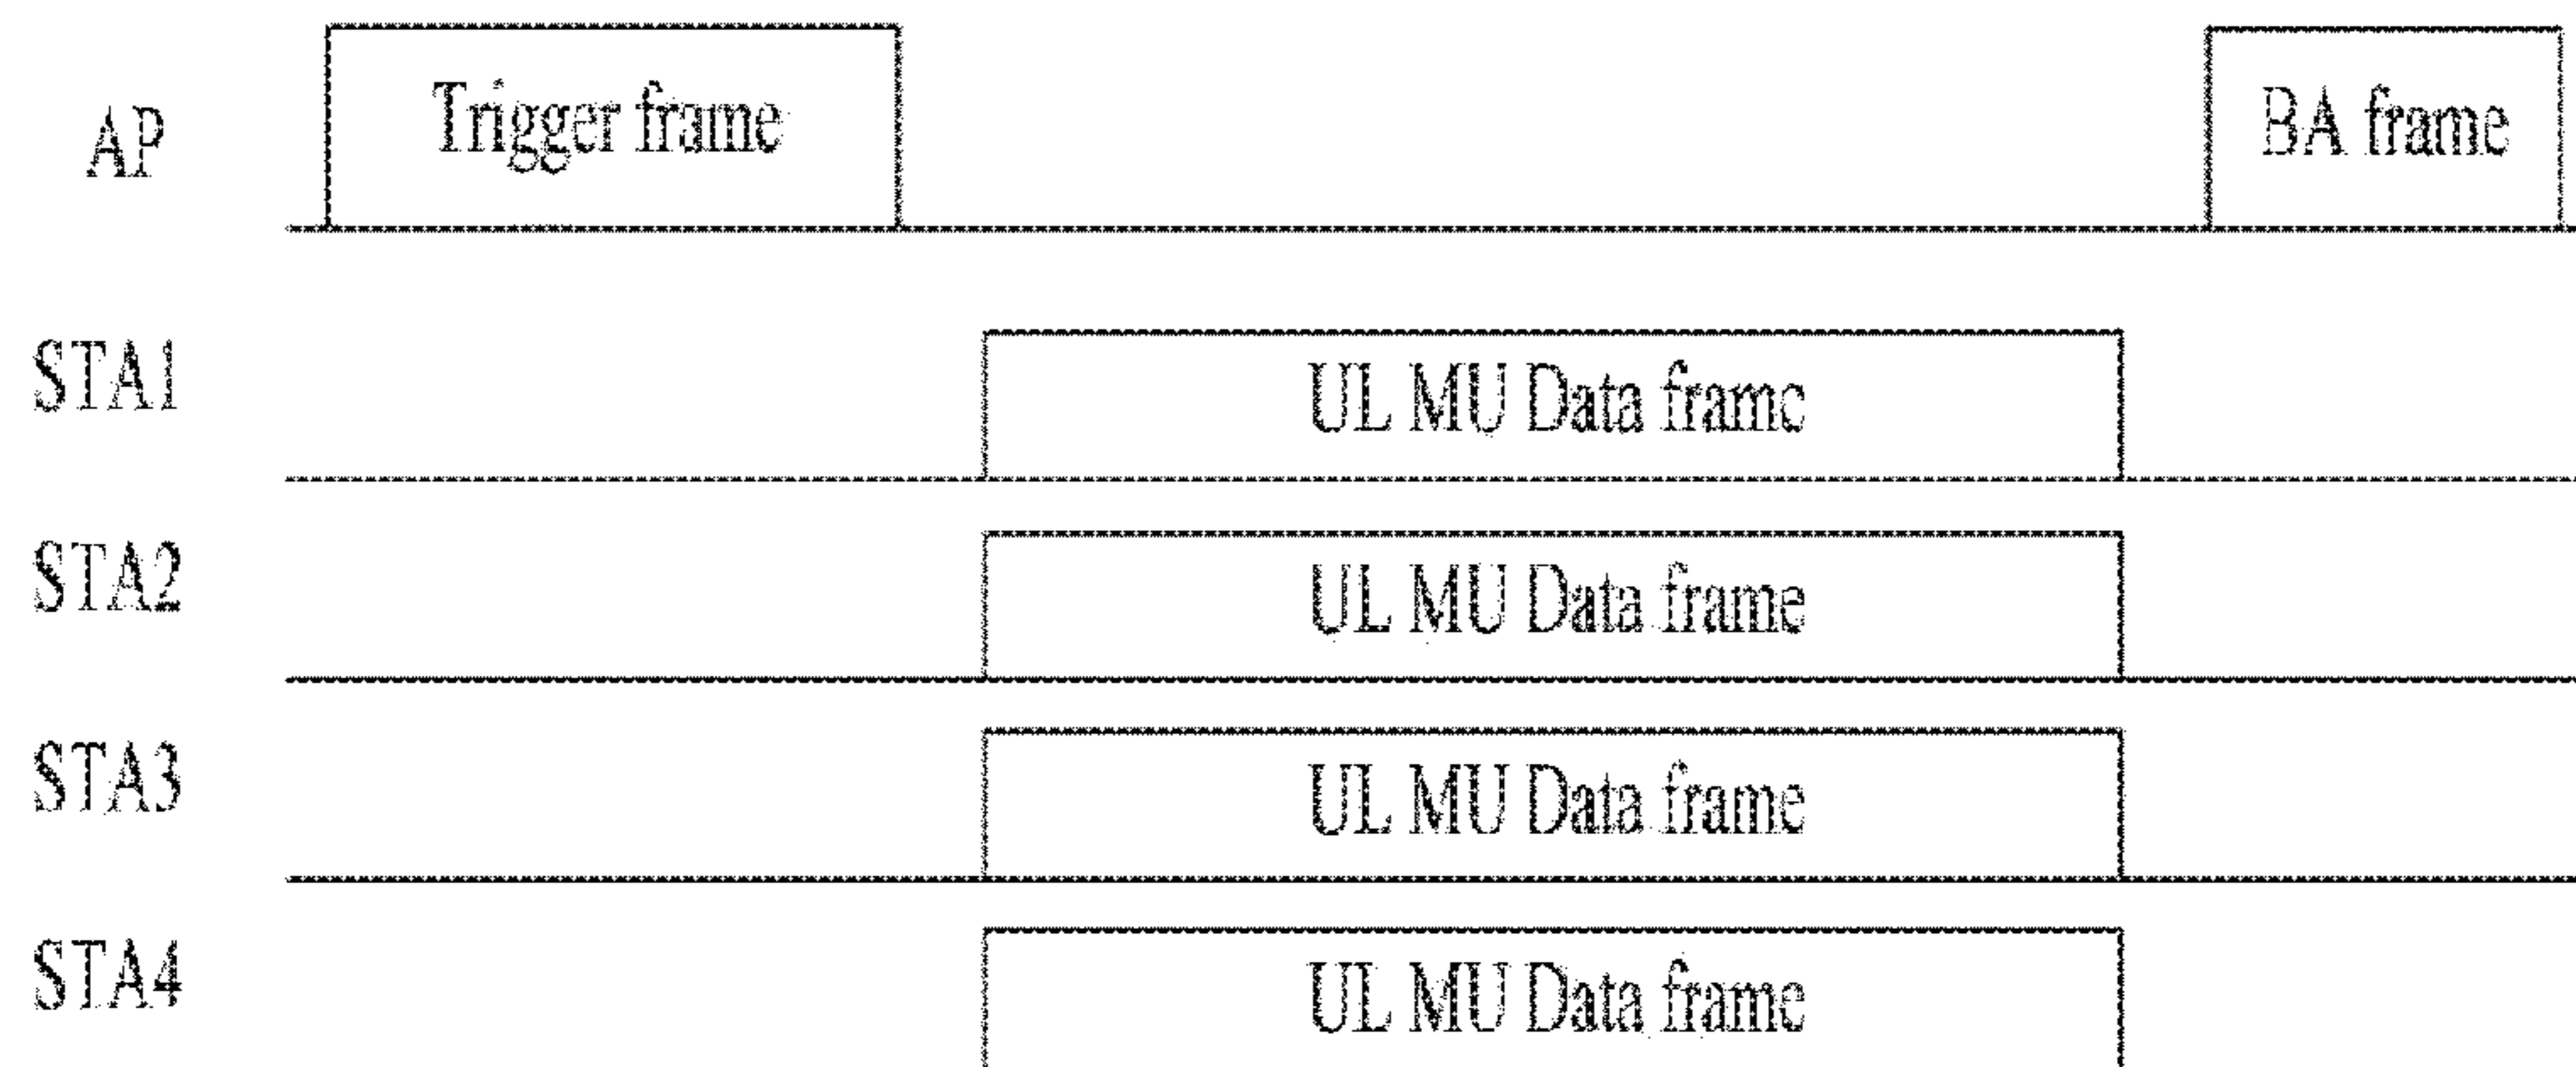 AP Trigger frame BA frame
STA1 UL MU Data frame
STA2 UL MU Data frame
STA3 UL MU Data frame
STA4 UL MU Data frame